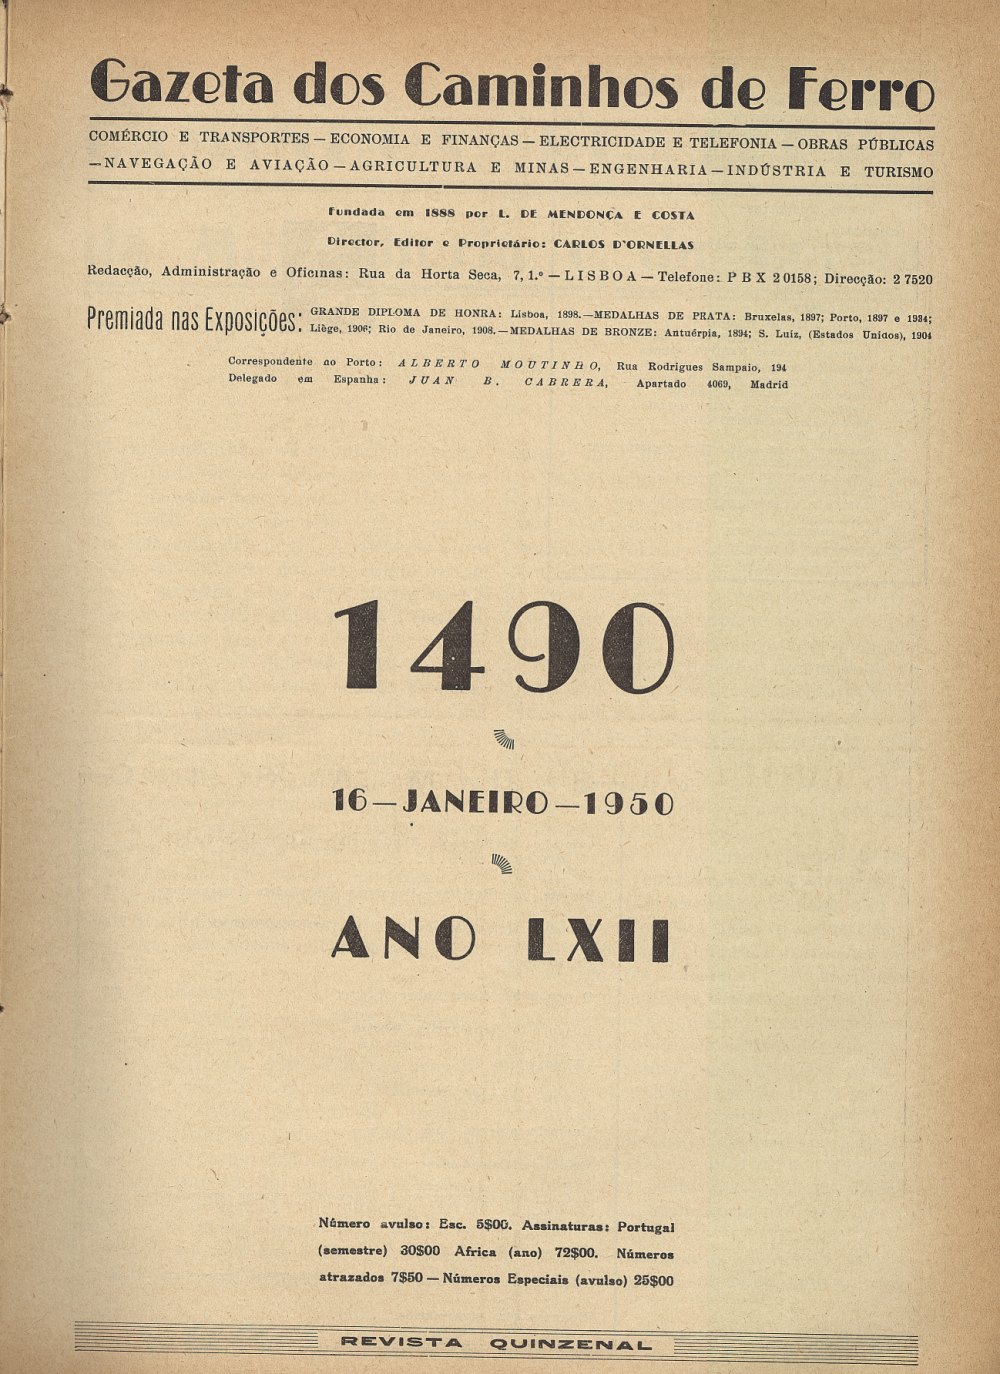 Gazeta dos Caminhos de Ferro
COMÉRCIO E TRANSPORTES — ECONOMIA E FINANÇAS — ELECTRICIDADE E TELEFONIA — OBRAS PÚBLICAS
— NAVEGAÇÃO E AVIAÇÃO — AGRICULTURA E MINAS — ENGENHARIA — INDÚSTRIA E TURISMO
Fundada em 1888 por L. DE MENDONÇA E COSTA
Director, Editor e Proprietário: CARLOS D'ORNELLAS
Redacção, Administração e Oficinas: Rua da Horta Seca, 7, 1.º — LISBOA — Telefone: P B X 2 0158; Direcção: 2 7520
Premiada nas Exposições: GRANDE DIPLOMA DE HONRA: Lisboa, 1898.—MEDALHAS DE PRATA: Bruxelas, 1897; Porto, 1897 e 1934;
Liège, 1906; Rio de Janeiro, 1908.—MEDALHAS DE BRONZE: Antuérpia, 1894; S. Luiz, (Estados Unidos), 1904
Correspondente no Porto: ALBERTO MOUTINHO, Rua Rodrigues Sampaio, 194
Delegado em Espanha: JUAN B. CABRERA, Apartado 4069, Madrid
1490
16—JANEIRO—1950
ANO LXII
Número avulso: Esc. 5$00. Assinaturas: Portugal
(semestre) 30$00 Africa (ano) 72$00. Números
atrazados 7$50 — Números Especiais (avulso) 25$00
REVISTA QUINZENAL